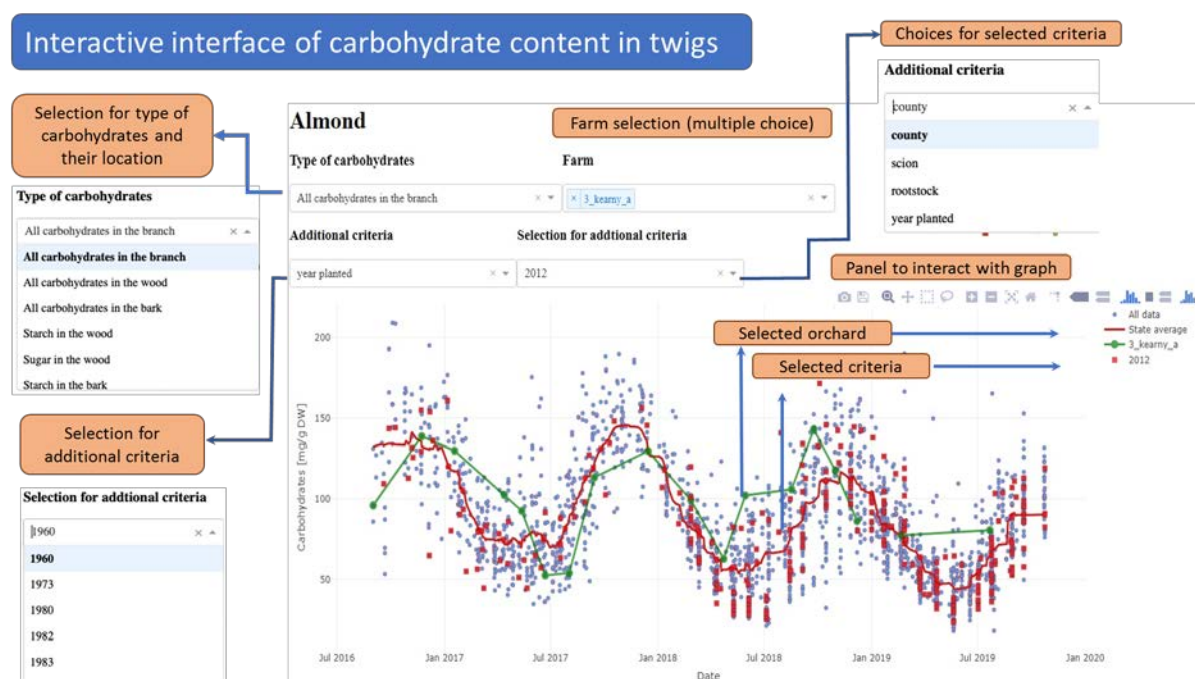 Interactive interface of carbohydrate content in twigs
Choices for selected criteria
Additional criteria
county
county
scion
rootstock
year planted
Selection for type of
carbohydrates and
their location
Type of carbohydrates
All carbohydrates in the branch
All carbohydrates in the branch
All carbohydrates in the wood
All carbohydrates in the bark
Starch in the wood
Sugar in the wood
Starch in the bark
Almond
Farm selection (multiple choice)
Type of carbohydrates
Farm
All carbohydrates in the branch
× 3_kearny_a
Additional criteria
Selection for addtional criteria
year planted
2012
Panel to interact with graph
Selected orchard
Selected criteria
All data
State average
3_kearny_a
2012
Selection for
additional criteria
Selection for addtional criteria
1960
1960
1973
1980
1982
1983
Carbohydrates [mg/g DW]
200
150
100
50
Jul 2016
Jan 2017
Jul 2017
Jan 2018
Jul 2018
Jan 2019
Jul 2019
Jan 2020
Date